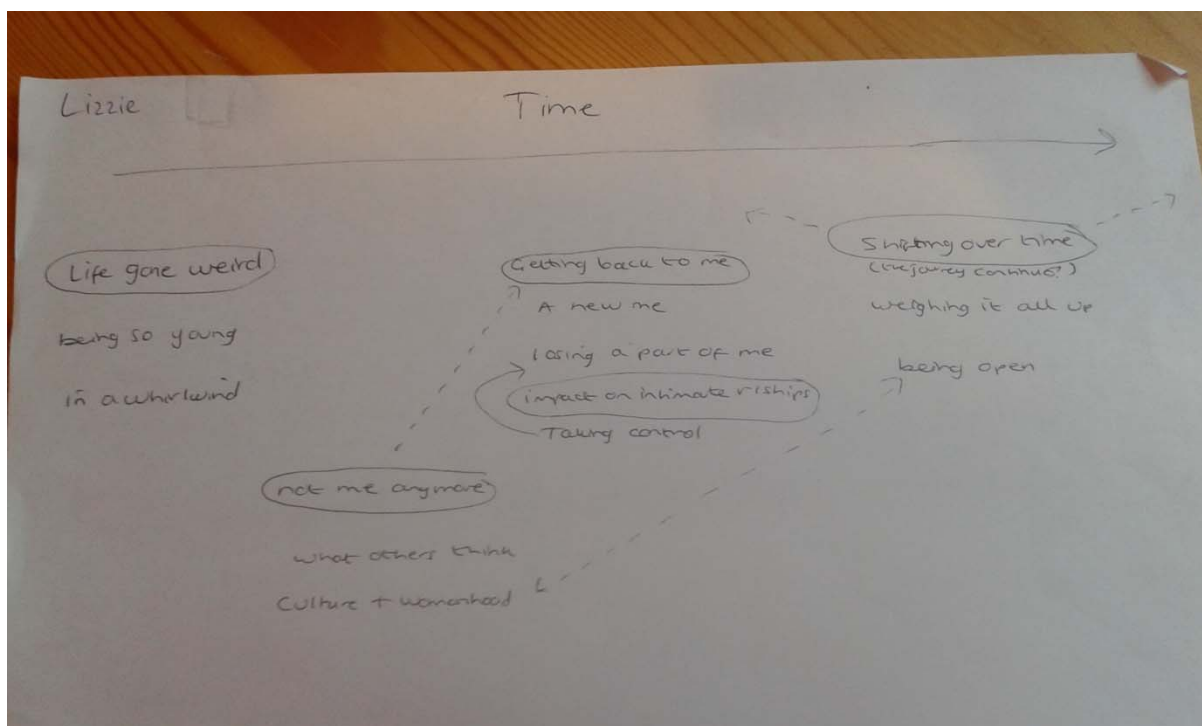 Lizzie
Time
Life gone weird
being so young
in a whirlwind
not me anymore
what others think
Culture + womanhood
Getting back to me
A new me
losing a part of me
impact on intimate r'ships
Taking control
Shifting over time
(the journey continues?)
weighing it all up
being open